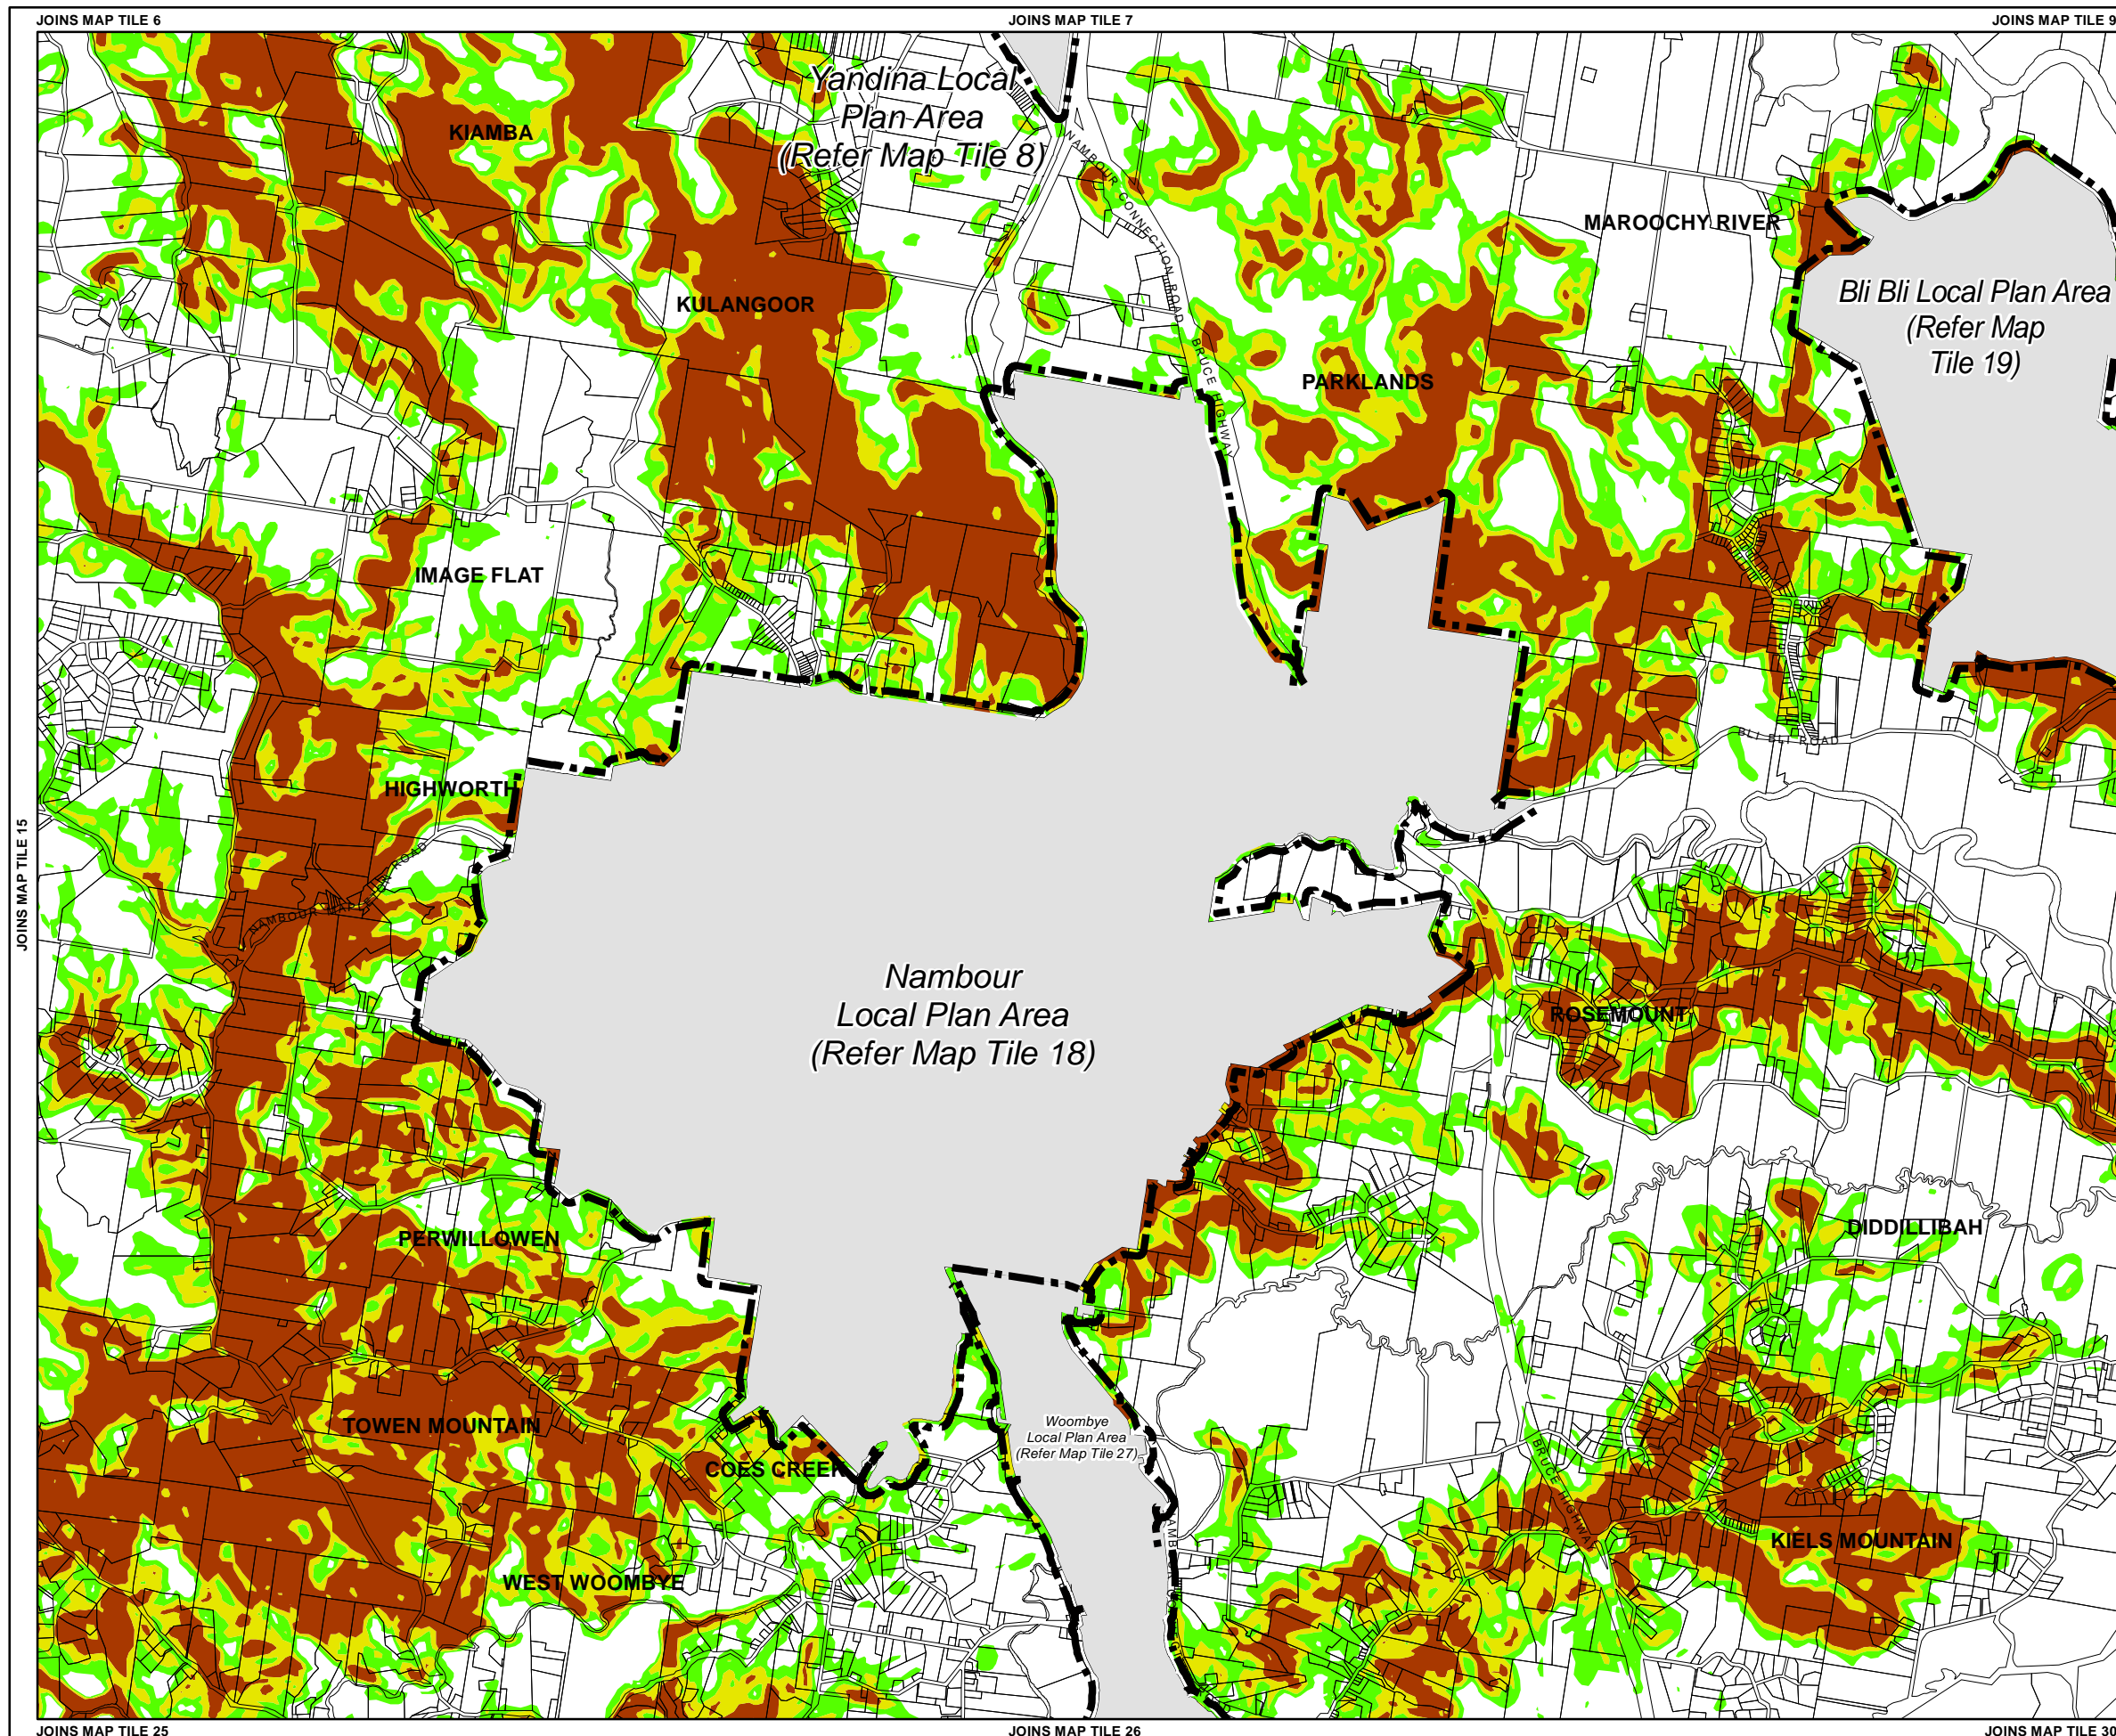 JOINS MAP TILE 6
JOINS MAP TILE 7
JOINS MAP TILE 9
Yandina Local
Plan Area
(Refer Map Tile 8)
KIAMBA
NAMBOUR CONNECTION ROAD
MAROOCHY RIVER
KULANGOOR
Bli Bli Local Plan Area
(Refer Map
Tile 19)
BRUCE HIGHWAY
PARKLANDS
IMAGE FLAT
BLI BLI ROAD
HIGHWORTH
JOINS MAP TILE 15
NAMBOUR MAPLETON ROAD
Nambour
Local Plan Area
(Refer Map Tile 18)
ROSEMOUNT
PERWILLOWEN
DIDDILLIBAH
TOWEN MOUNTAIN
Woombye
Local Plan Area
(Refer Map Tile 27)
COES CREEK
BRUCE HIGHWAY
KIELS MOUNTAIN
WEST WOOMBYE
JOINS MAP TILE 25
JOINS MAP TILE 26
JOINS MAP TILE 30